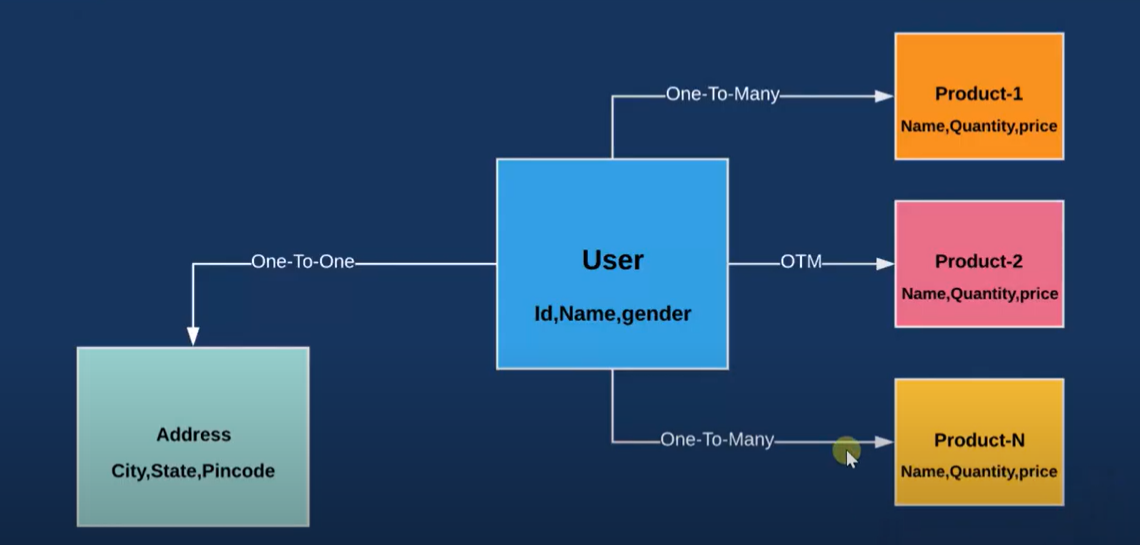 One-To-Many
Product-1
Name,Quantity,price
User
Id,Name,gender
One-To-One
OTM
Product-2
Name,Quantity,price
Address
City,State,Pincode
One-To-Many
Product-N
Name,Quantity,price